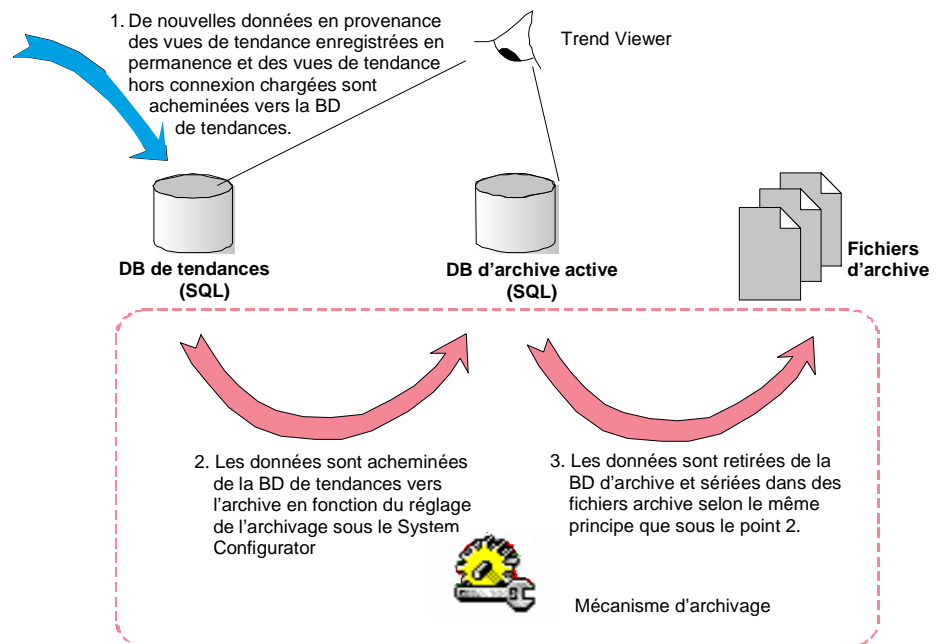 1. De nouvelles données en provenance
des vues de tendance enregistrées en
permanence et des vues de tendance
hors connexion chargées sont
acheminées vers la BD
de tendances.
Trend Viewer
DB de tendances
(SQL)
DB d'archive active
(SQL)
Fichiers
d'archive
2. Les données sont acheminées
de la BD de tendances vers
l'archive en fonction du réglage
de l'archivage sous le System
Configurator
3. Les données sont retirées de la
BD d'archive et sériées dans des
fichiers archive selon le même
principe que sous le point 2.
Mécanisme d'archivage